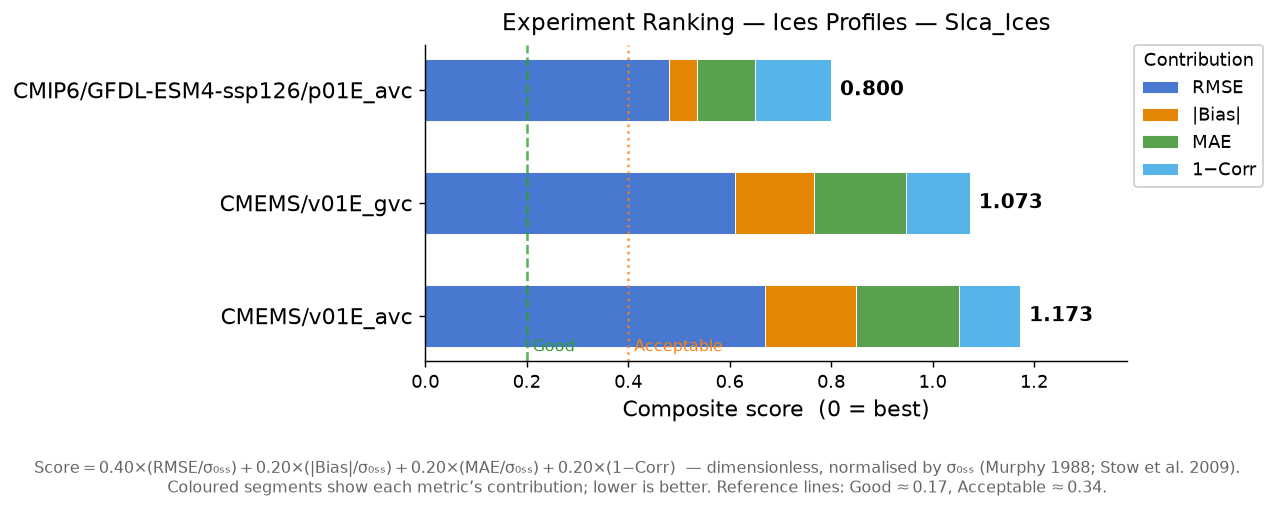 Experiment Ranking — Ices Profiles — Slca_Ices
CMIP6/GFDL-ESM4-ssp126/p01E_avc
0.800
CMEMS/v01E_gvc
1.073
CMEMS/v01E_avc
1.173
Good
Acceptable
0.0 0.2 0.4 0.6 0.8 1.0 1.2
Composite score (0 = best)
Contribution
RMSE
|Bias|
MAE
1−Corr
Score = 0.40×(RMSE/σ₀ₛₛ) + 0.20×(|Bias|/σ₀ₛₛ) + 0.20×(MAE/σ₀ₛₛ) + 0.20×(1−Corr) — dimensionless, normalised by σ₀ₛₛ (Murphy 1988; Stow et al. 2009).
Coloured segments show each metric’s contribution; lower is better. Reference lines: Good ≈ 0.17, Acceptable ≈ 0.34.